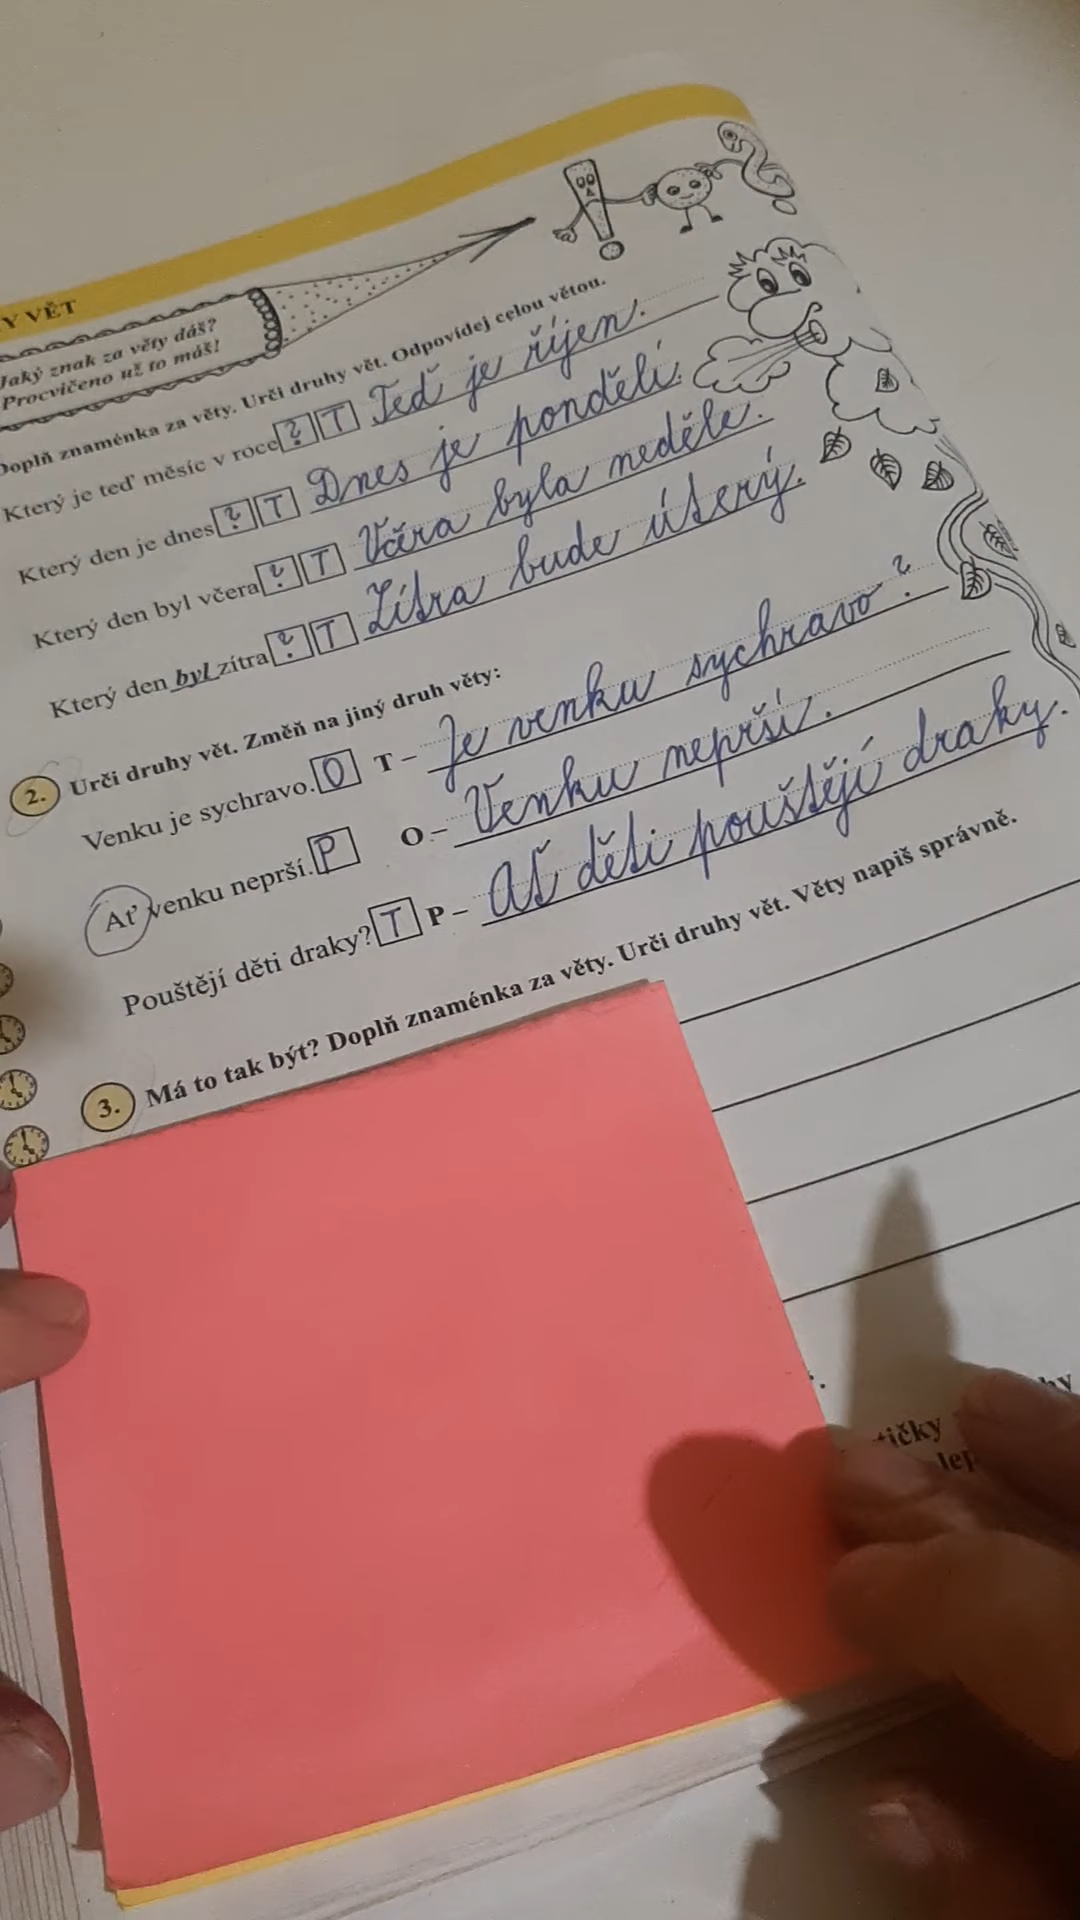 Y VĚT
Jaký znak za věty dáš?
Procvičeno už to máš!
Doplň znaménka za věty. Urči druhy vět. Odpovídej celou větou.
Který je teď měsíc v roce ? T Teď je říjen.
Který den je dnes ? T Dnes je pondělí.
Který den byl včera ? T Včera byla neděle.
Který den byl zítra ? T Zítra bude úterý.
2. Urči druhy vět. Změň na jiný druh věty:
Venku je sychravo. O T – Je venku sychravo?
Ať venku neprší. P O – Venku neprší.
Pouštějí děti draky? T P – Ať děti pouštějí draky.
3. Má to tak být? Doplň znaménka za věty. Urči druhy vět. Věty napiš správně.